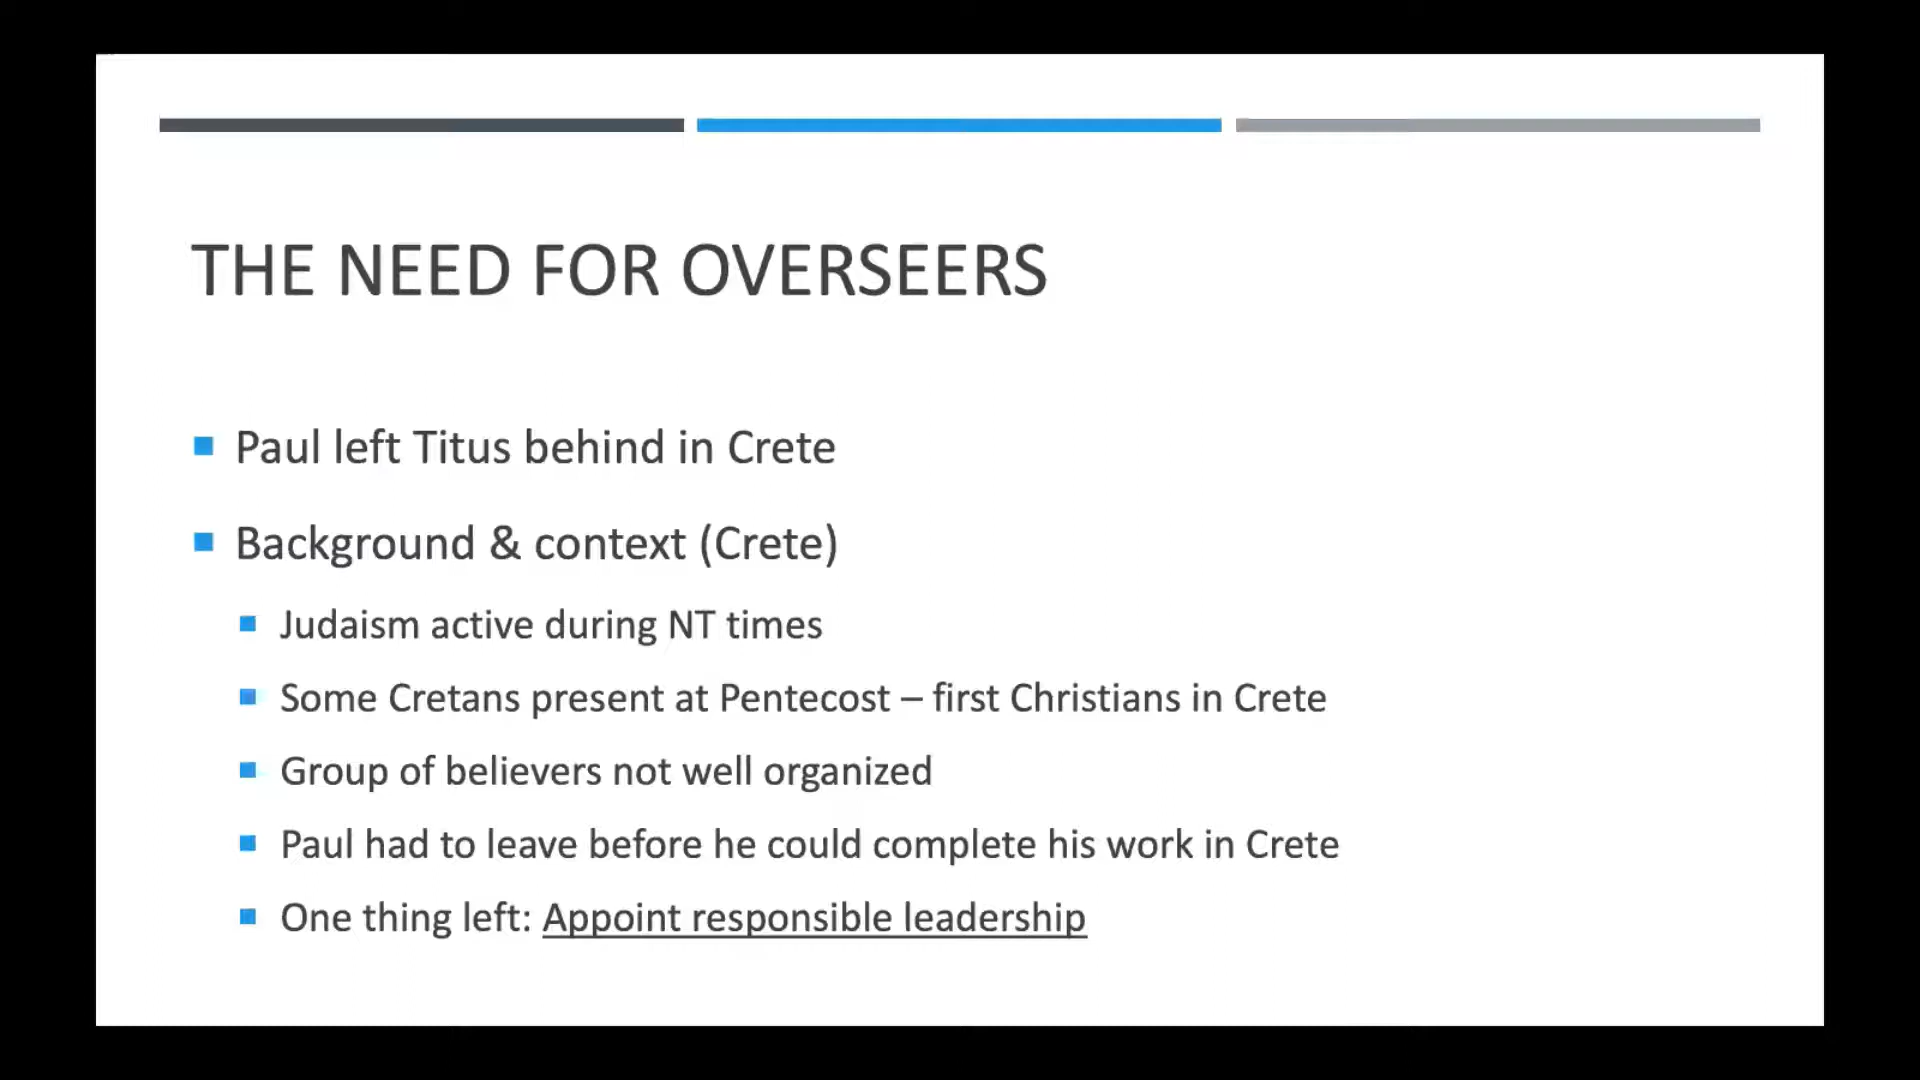 THE NEED FOR OVERSEERS
Paul left Titus behind in Crete
Background & context (Crete)
Judaism active during NT times
Some Cretans present at Pentecost – first Christians in Crete
Group of believers not well organized
Paul had to leave before he could complete his work in Crete
One thing left: Appoint responsible leadership